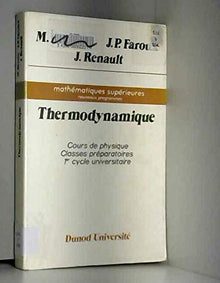 M. J.P. Farou
J. Renault
mathématiques supérieures
nouveaux programmes
Thermodynamique
Cours de physique
Classes préparatoires
1er cycle universitaire
Dunod Université